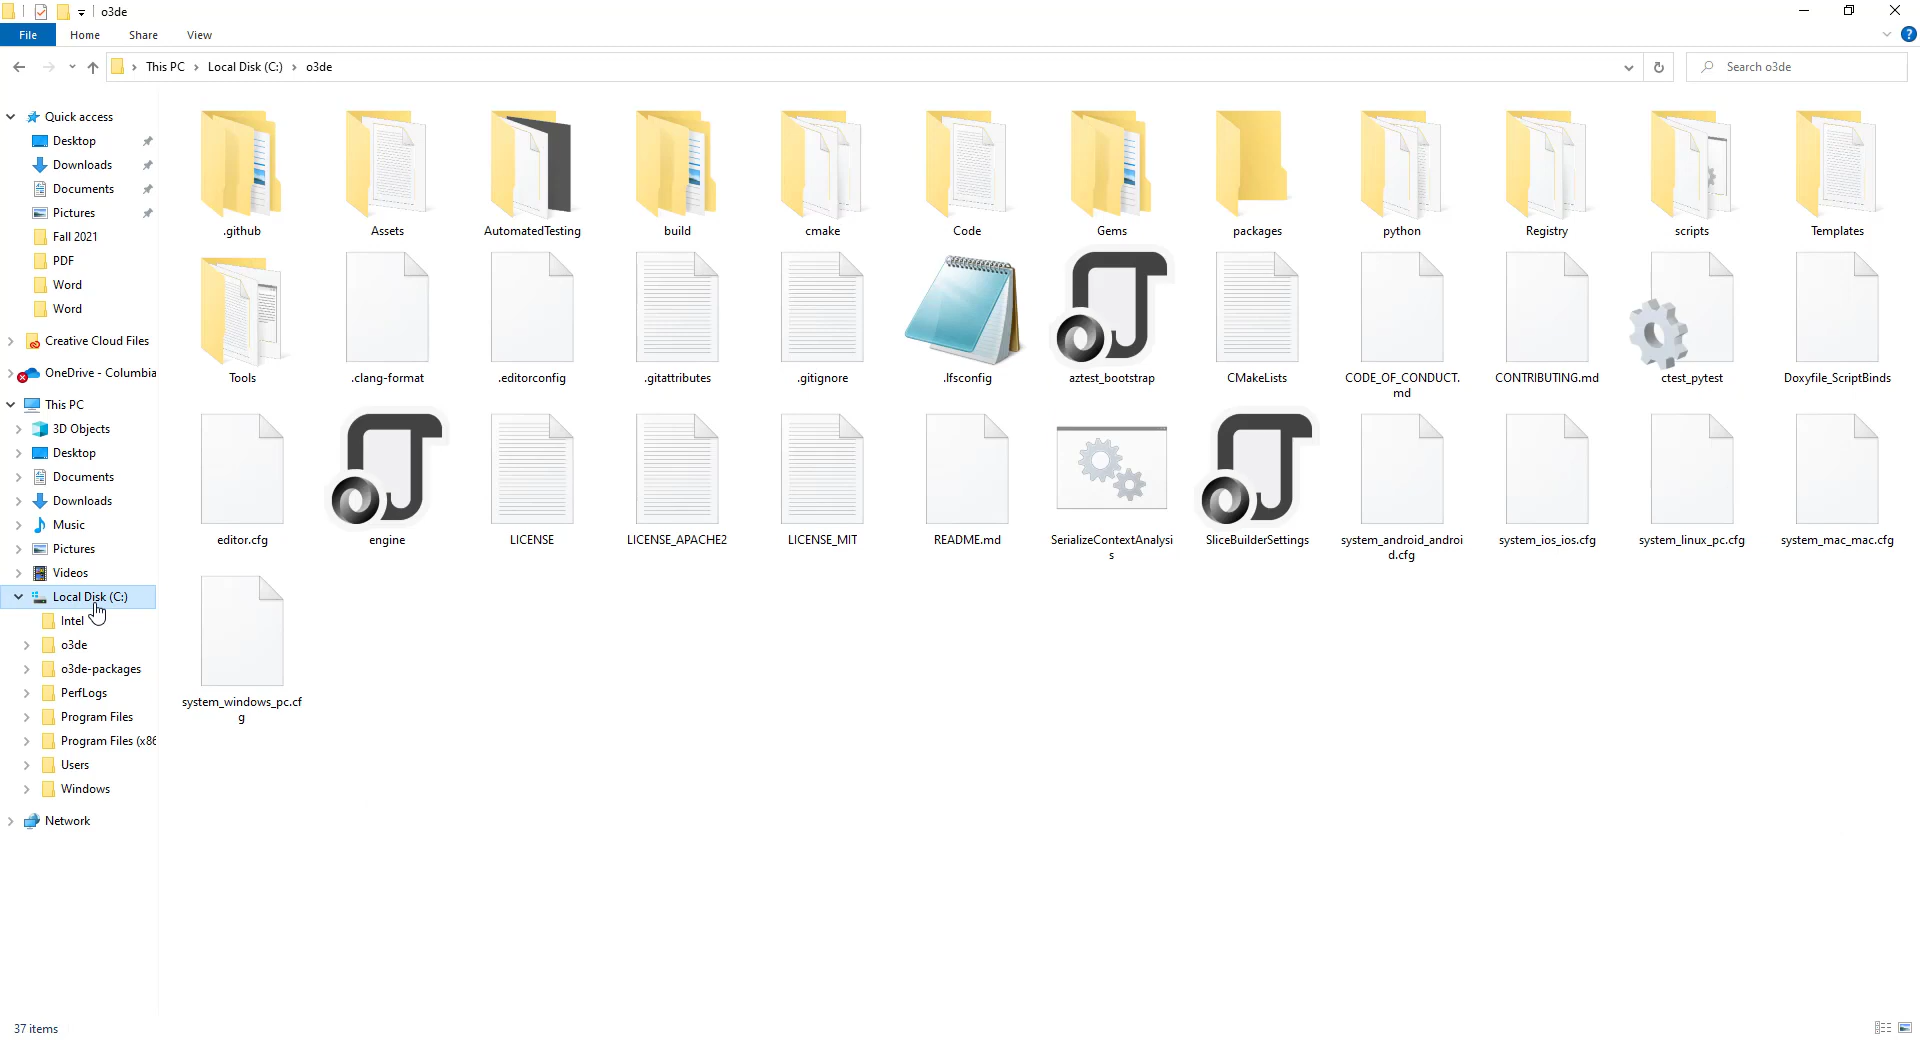 o3de
File
Home
Share
View
This PC
Local Disk (C:)
o3de
Search o3de
Quick access
Desktop
Downloads
Documents
Pictures
Fall 2021
PDF
Word
Word
Creative Cloud Files
OneDrive - Columbia
This PC
3D Objects
Desktop
Documents
Downloads
Music
Pictures
Videos
Local Disk (C:)
Intel
o3de
o3de-packages
PerfLogs
Program Files
Program Files (x86
Users
Windows
Network
.github
Assets
AutomatedTesting
build
cmake
Code
Gems
packages
python
Registry
scripts
Templates
Tools
.clang-format
.editorconfig
.gitattributes
.gitignore
.lfsconfig
aztest_bootstrap
CMakeLists
CODE_OF_CONDUCT.
md
CONTRIBUTING.md
ctest_pytest
Doxyfile_ScriptBinds
editor.cfg
engine
LICENSE
LICENSE_APACHE2
LICENSE_MIT
README.md
SerializeContextAnalysi
s
SliceBuilderSettings
system_android_androi
d.cfg
system_ios_ios.cfg
system_linux_pc.cfg
system_mac_mac.cfg
system_windows_pc.cf
g
37 items